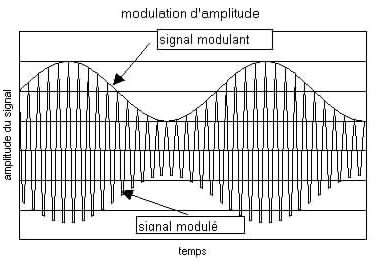 modulation d'amplitude
signal modulant
amplitude du signal
signal modulé
temps